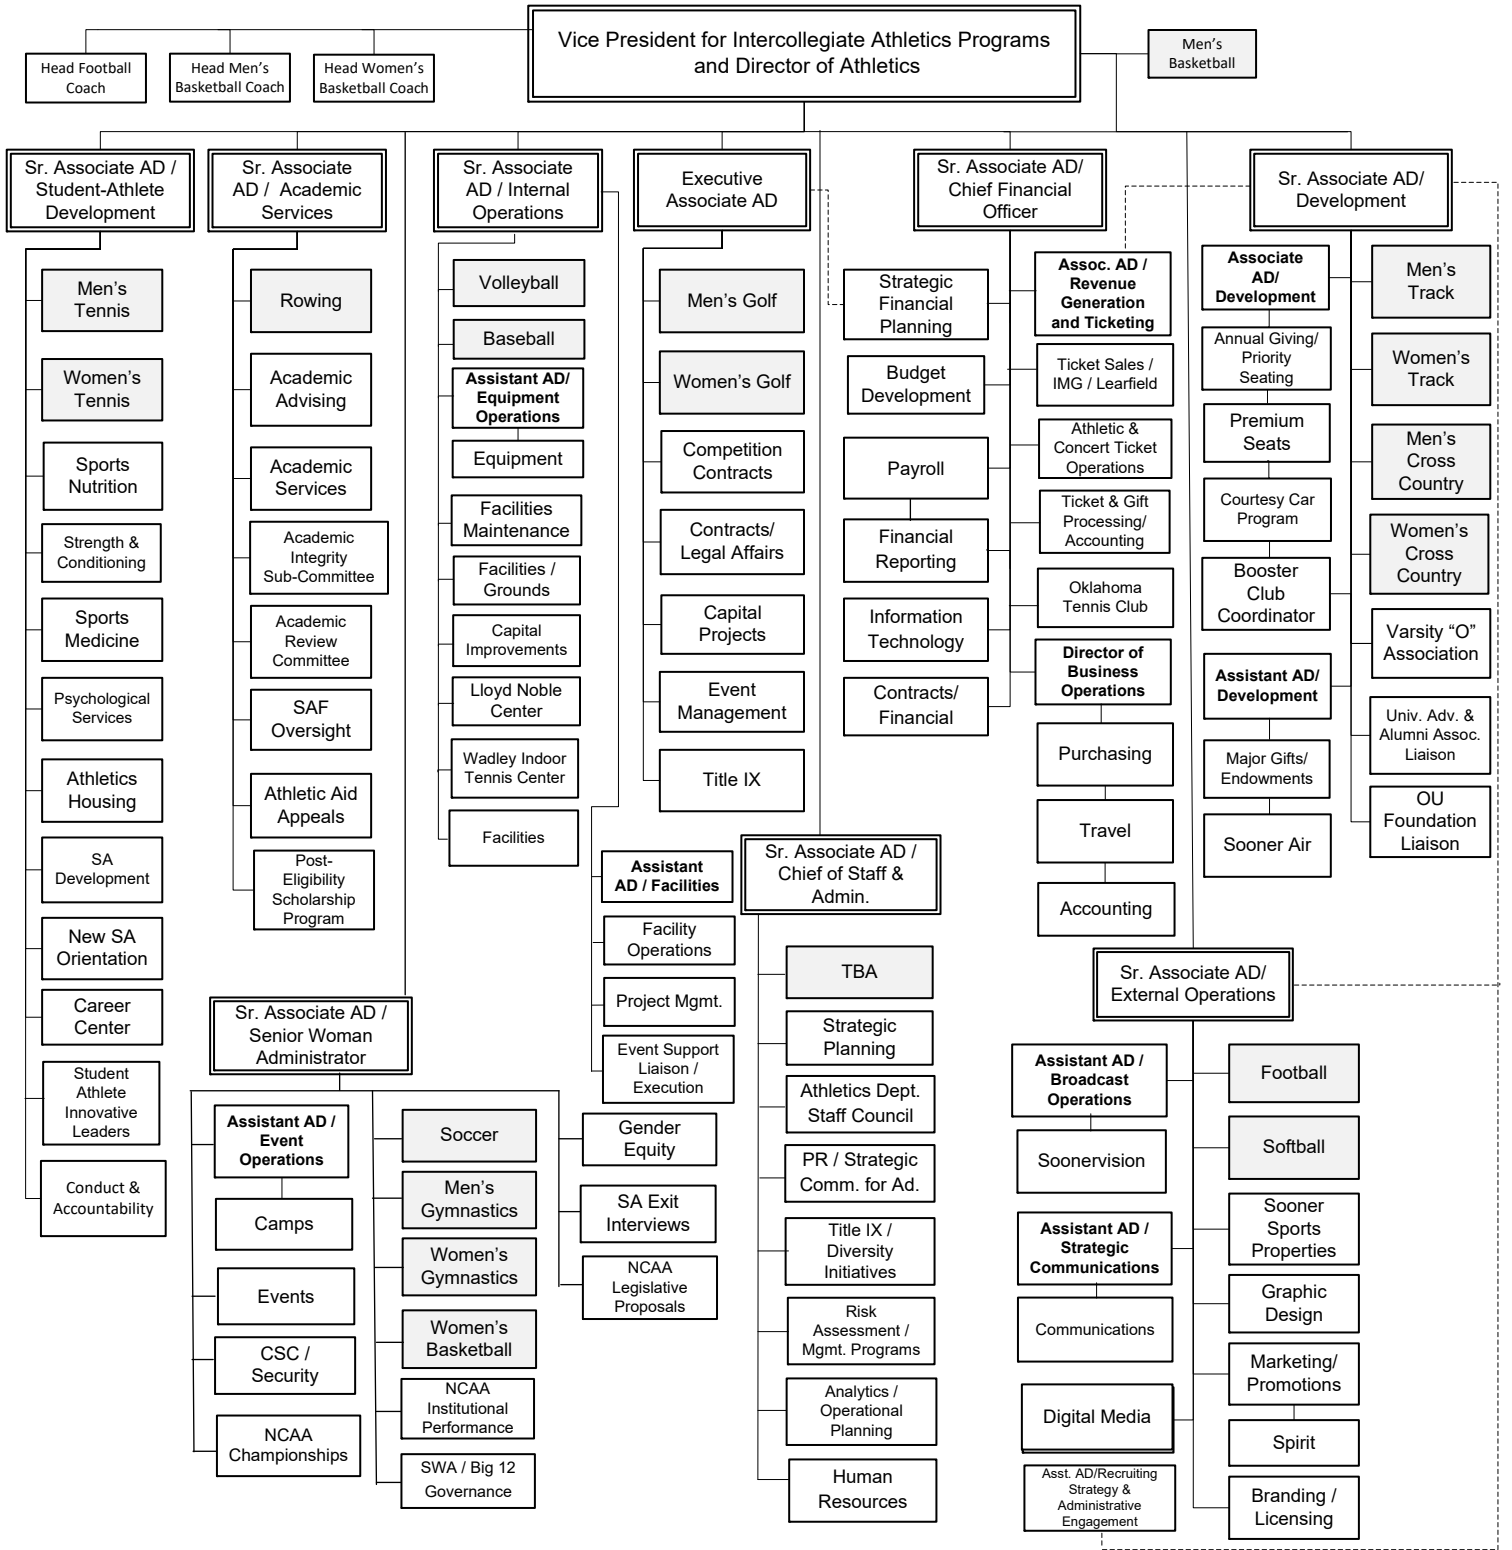 Vice President for Intercollegiate Athletics Programs
and Director of Athletics
Men's
Basketball
Head Football
Coach
Head Men's
Basketball Coach
Head Women's
Basketball Coach
Sr. Associate AD /
Student-Athlete
Development
Men's
Tennis
Women's
Tennis
Sports
Nutrition
Strength &
Conditioning
Sports
Medicine
Psychological
Services
Athletics
Housing
SA
Development
New SA
Orientation
Career
Center
Student
Athlete
Innovative
Leaders
Conduct &
Accountability
Sr. Associate
AD / Academic
Services
Rowing
Academic
Advising
Academic
Services
Academic
Integrity
Sub-Committee
Academic
Review
Committee
SAF
Oversight
Athletic Aid
Appeals
Post-
Eligibility
Scholarship
Program
Sr. Associate AD /
Senior Woman
Administrator
Assistant AD /
Event
Operations
Camps
Events
CSC /
Security
NCAA
Championships
Soccer
Men's
Gymnastics
Women's
Gymnastics
Women's
Basketball
NCAA
Institutional
Performance
SWA / Big 12
Governance
Gender
Equity
SA Exit
Interviews
NCAA
Legislative
Proposals
Sr. Associate
AD / Internal
Operations
Volleyball
Baseball
Assistant AD/
Equipment
Operations
Equipment
Facilities
Maintenance
Facilities /
Grounds
Capital
Improvements
Lloyd Noble
Center
Wadley Indoor
Tennis Center
Facilities
Assistant
AD / Facilities
Facility
Operations
Project Mgmt.
Event Support
Liaison /
Execution
Executive
Associate AD
Men's Golf
Women's Golf
Competition
Contracts
Contracts/
Legal Affairs
Capital
Projects
Event
Management
Title IX
Sr. Associate AD /
Chief of Staff &
Admin.
TBA
Strategic
Planning
Athletics Dept.
Staff Council
PR / Strategic
Comm. for Ad.
Title IX /
Diversity
Initiatives
Risk
Assessment /
Mgmt. Programs
Analytics /
Operational
Planning
Human
Resources
Sr. Associate AD/
Chief Financial
Officer
Strategic
Financial
Planning
Budget
Development
Payroll
Financial
Reporting
Information
Technology
Contracts/
Financial
Assoc. AD /
Revenue
Generation
and Ticketing
Ticket Sales /
IMG / Learfield
Athletic &
Concert Ticket
Operations
Ticket & Gift
Processing/
Accounting
Oklahoma
Tennis Club
Director of
Business
Operations
Purchasing
Travel
Accounting
Sr. Associate AD/
Development
Associate
AD/
Development
Annual Giving/
Priority
Seating
Premium
Seats
Courtesy Car
Program
Booster
Club
Coordinator
Assistant AD/
Development
Major Gifts/
Endowments
Sooner Air
Men's
Track
Women's
Track
Men's
Cross
Country
Women's
Cross
Country
Varsity "O"
Association
Univ. Adv. &
Alumni Assoc.
Liaison
OU
Foundation
Liaison
Sr. Associate AD/
External Operations
Assistant AD /
Broadcast
Operations
Soonervision
Assistant AD /
Strategic
Communications
Communications
Digital Media
Asst. AD/Recruiting
Strategy &
Administrative
Engagement
Football
Softball
Sooner
Sports
Properties
Graphic
Design
Marketing/
Promotions
Spirit
Branding /
Licensing